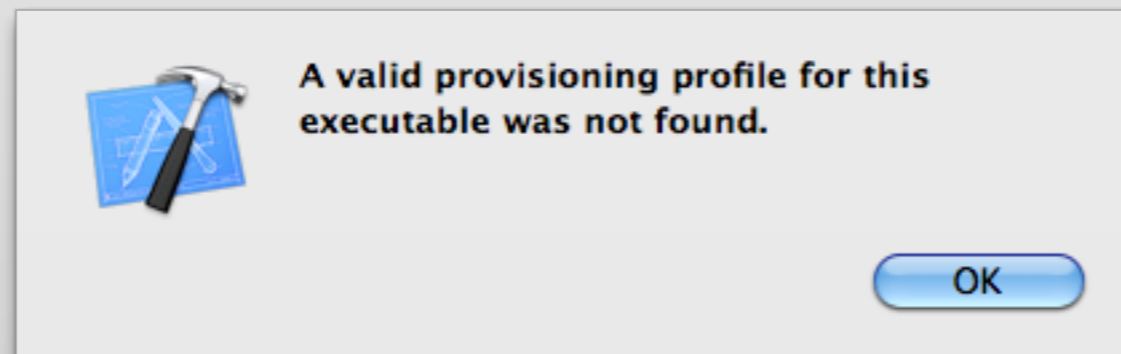 A valid provisioning profile for this
executable was not found.
OK